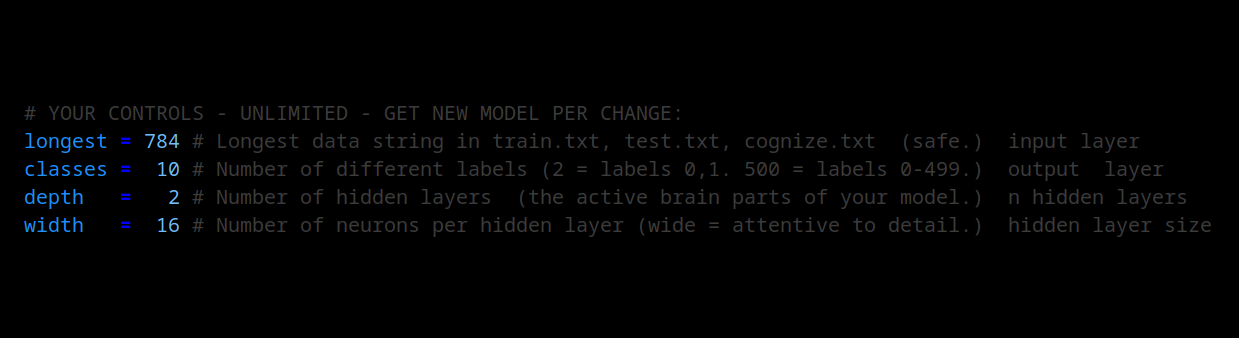 # YOUR CONTROLS - UNLIMITED - GET NEW MODEL PER CHANGE:
longest = 784 # Longest data string in train.txt, test.txt, cognize.txt  (safe.)  input layer
classes =  10 # Number of different labels (2 = labels 0,1. 500 = labels 0-499.)  output  layer
depth   =   2 # Number of hidden layers  (the active brain parts of your model.)  n hidden layers
width   =  16 # Number of neurons per hidden layer (wide = attentive to detail.)  hidden layer size